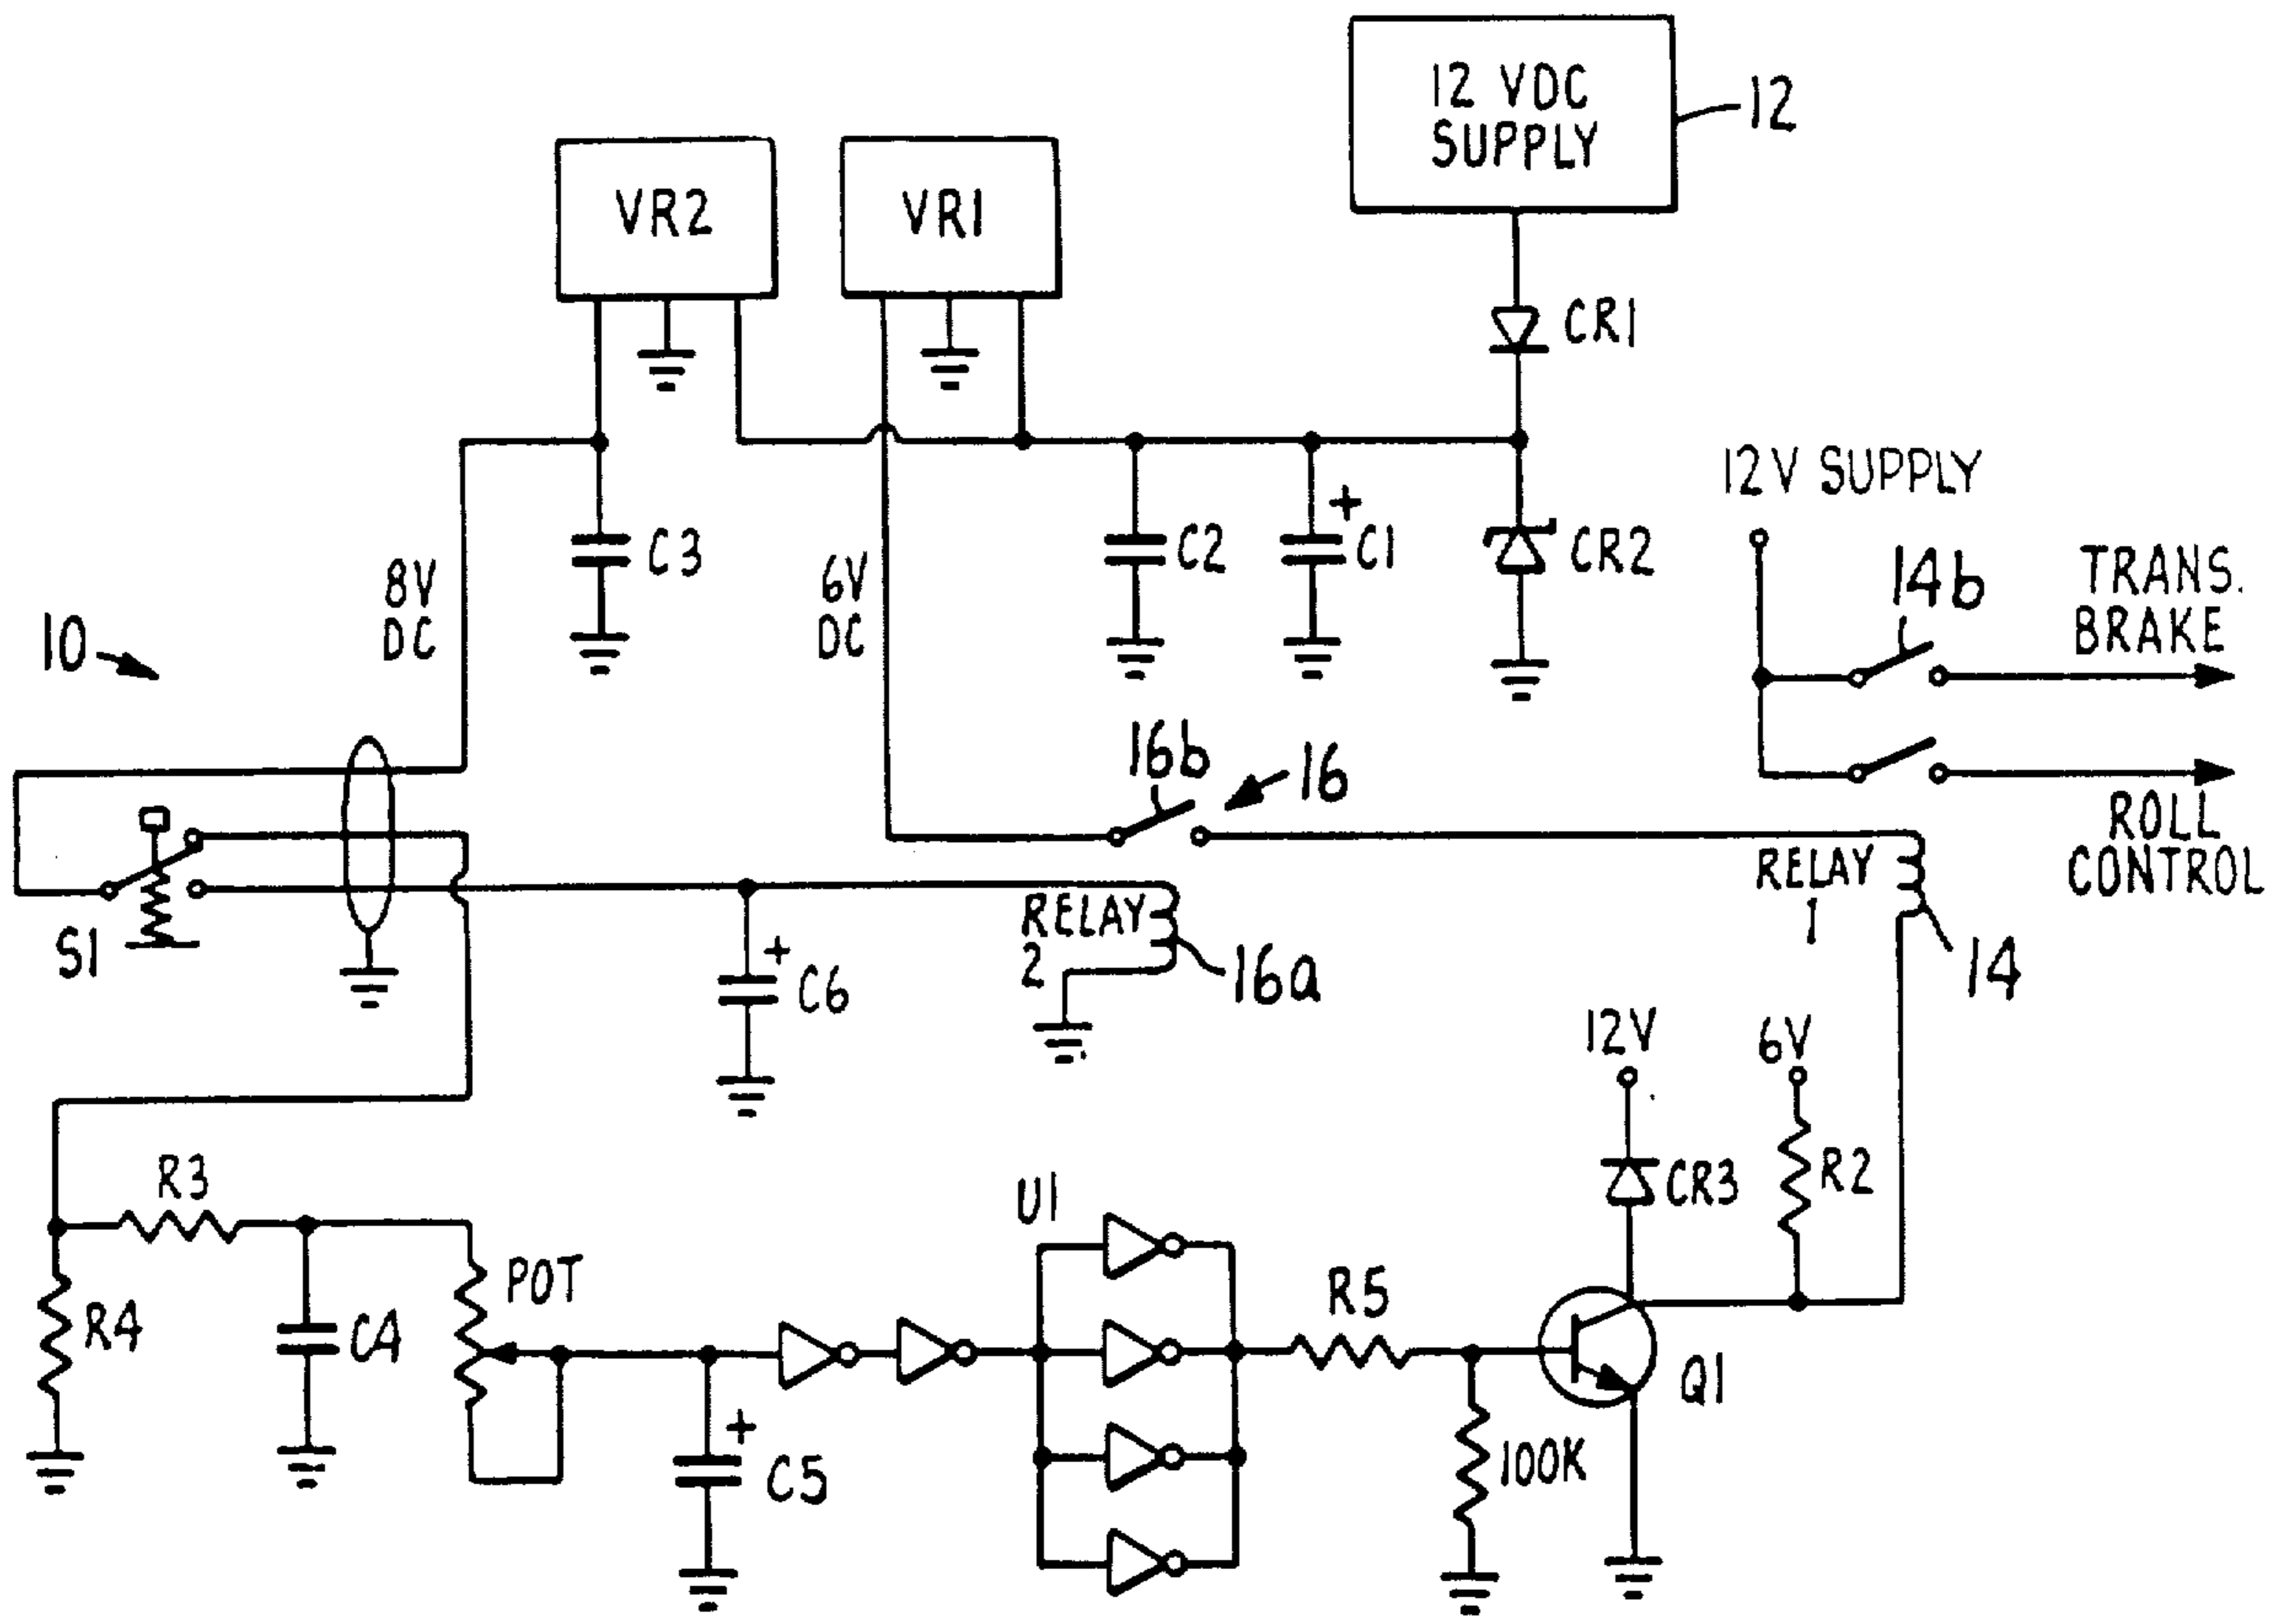 12 VDC
SUPPLY
12
VR2
VR1
CR1
12V SUPPLY
C3
C2
+
C1
CR2
14b
TRANS.
BRAKE
8V
DC
6V
DC
10
16b
16
ROLL
CONTROL
RELAY
1
14
S1
RELAY
2
16a
+
C6
12V
6V
R3
U1
CR3
R2
POT
R4
C4
R5
Q1
+
C5
100K